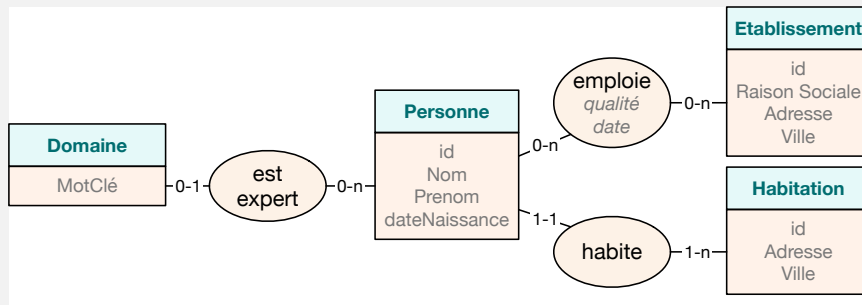 Domaine
MotClé
0-1
est
expert
0-n
Personne
id
Nom
Prenom
dateNaissance
0-n
emploie
qualité
date
0-n
Etablissement
id
Raison Sociale
Adresse
Ville
1-1
habite
1-n
Habitation
id
Adresse
Ville